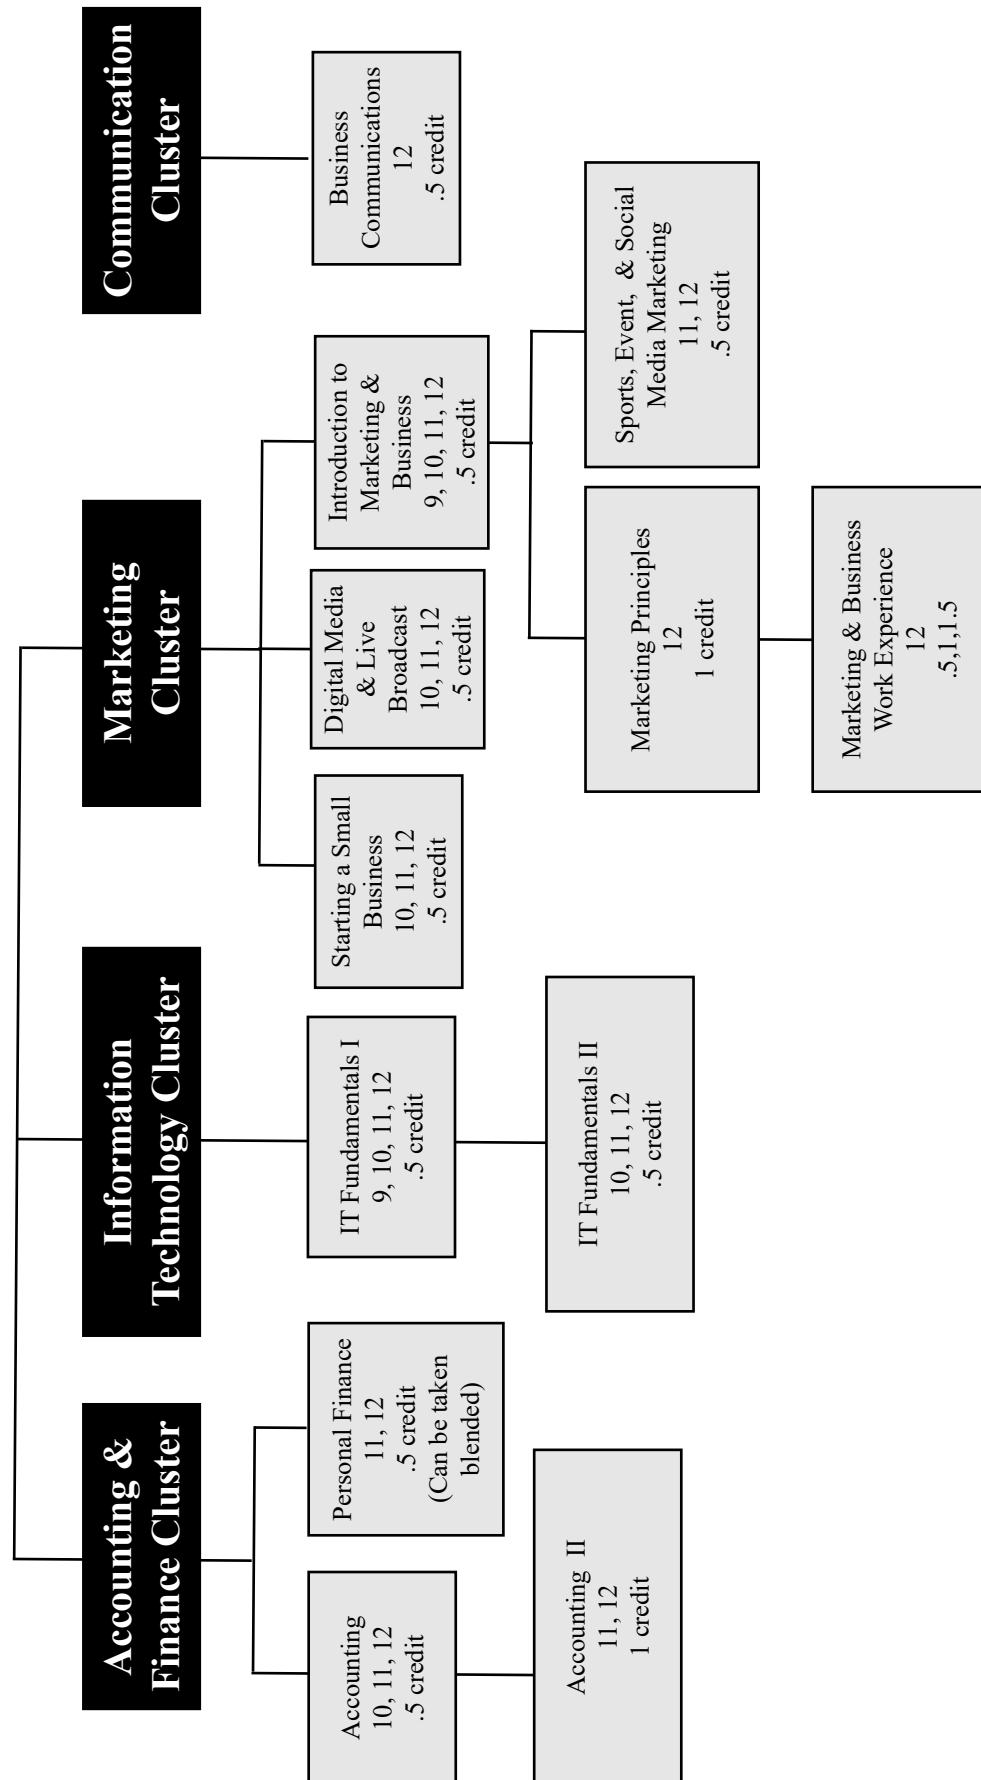 Accounting &
Finance Cluster
Information
Technology Cluster
Marketing
Cluster
Communication
Cluster
Accounting
10, 11, 12
.5 credit
Personal Finance
11, 12
.5 credit
(Can be taken
blended)
IT Fundamentals I
9, 10, 11, 12
.5 credit
Starting a Small
Business
10, 11, 12
.5 credit
Digital Media
& Live
Broadcast
10, 11, 12
.5 credit
Introduction to
Marketing &
Business
9, 10, 11, 12
.5 credit
Business
Communications
12
.5 credit
Accounting II
11, 12
1 credit
IT Fundamentals II
10, 11, 12
.5 credit
Marketing Principles
12
1 credit
Sports, Event, & Social
Media Marketing
11, 12
.5 credit
Marketing & Business
Work Experience
12
.5,1,1.5